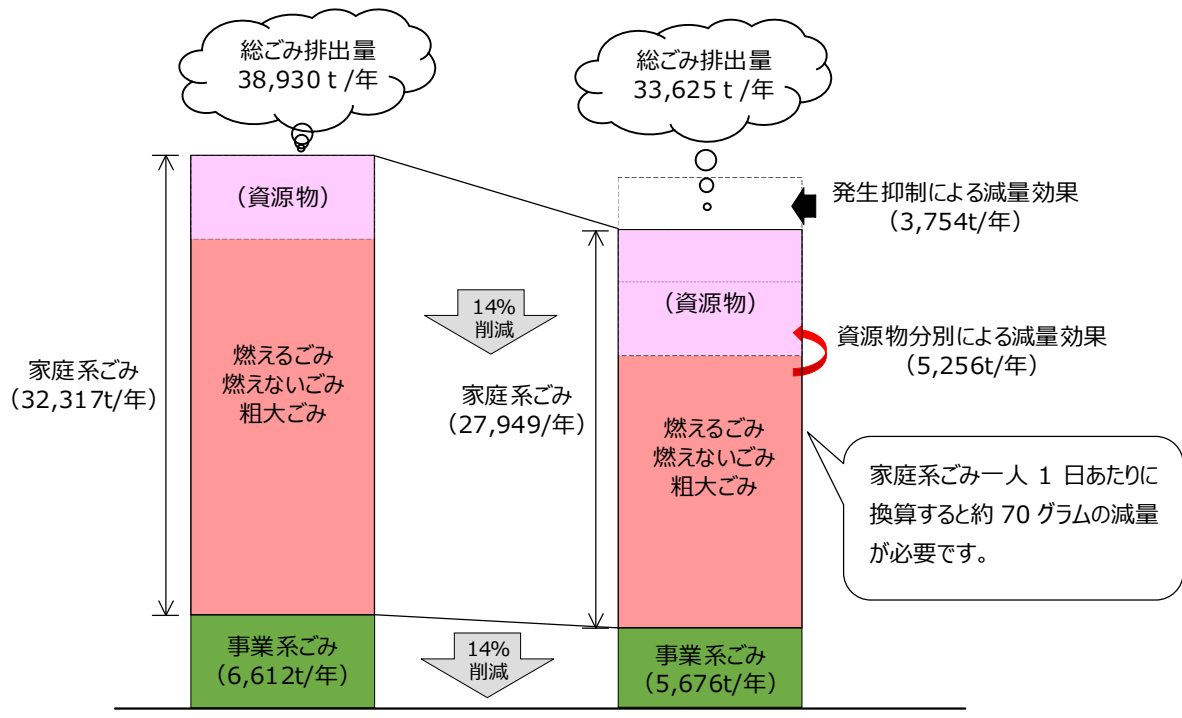 総ごみ排出量
38,930 t /年
(資源物)
燃えるごみ
燃えないごみ
粗大ごみ
家庭系ごみ
(32,317t/年)
事業系ごみ
(6,612t/年)
14%
削減
14%
削減
総ごみ排出量
33,625 t /年
発生抑制による減量効果
(3,754t/年)
(資源物)
資源物分別による減量効果
(5,256t/年)
家庭系ごみ
(27,949/年)
燃えるごみ
燃えないごみ
粗大ごみ
家庭系ごみ一人 1 日あたりに
換算すると約 70 グラムの減量
が必要です。
事業系ごみ
(5,676t/年)